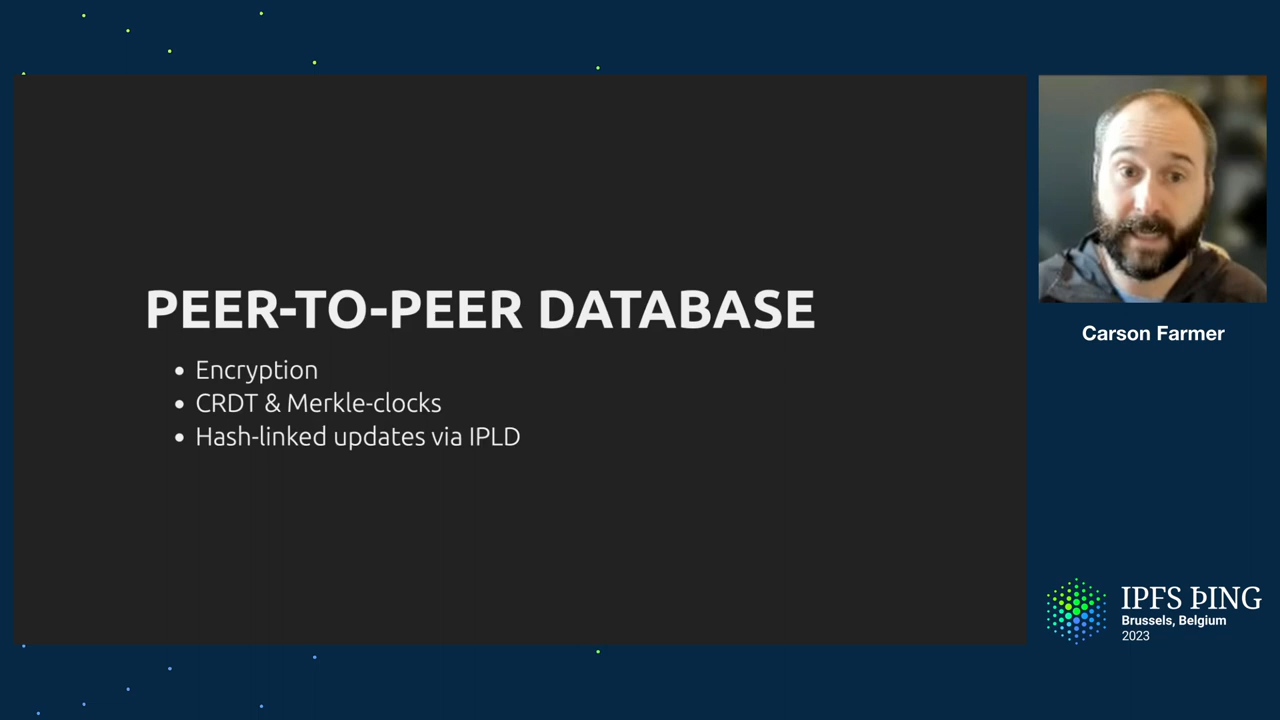 PEER-TO-PEER DATABASE
• Encryption
• CRDT & Merkle-clocks
• Hash-linked updates via IPLD
Carson Farmer
IPFS ÞING
Brussels, Belgium
2023